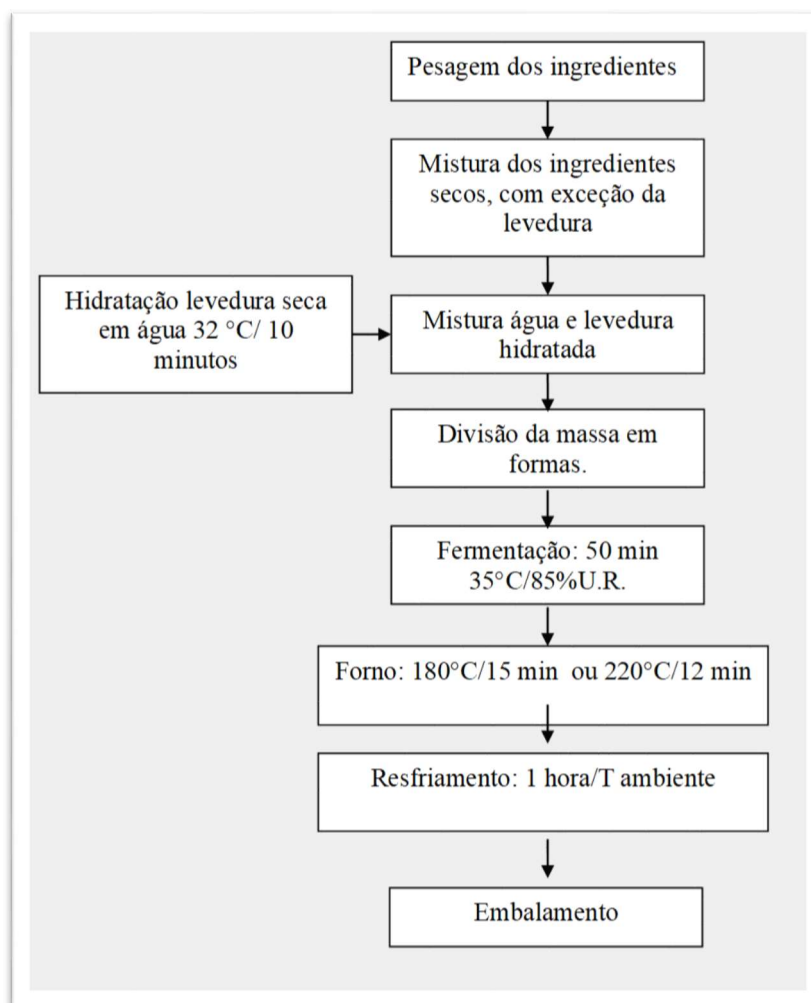 Pesagem dos ingredientes
Mistura dos ingredientes
secos, com exceção da
levedura
Hidratação levedura seca
em água 32 °C/ 10
minutos
Mistura água e levedura
hidratada
Divisão da massa em
formas.
Fermentação: 50 min
35°C/85%U.R.
Forno: 180°C/15 min ou 220°C/12 min
Resfriamento: 1 hora/T ambiente
Embalamento